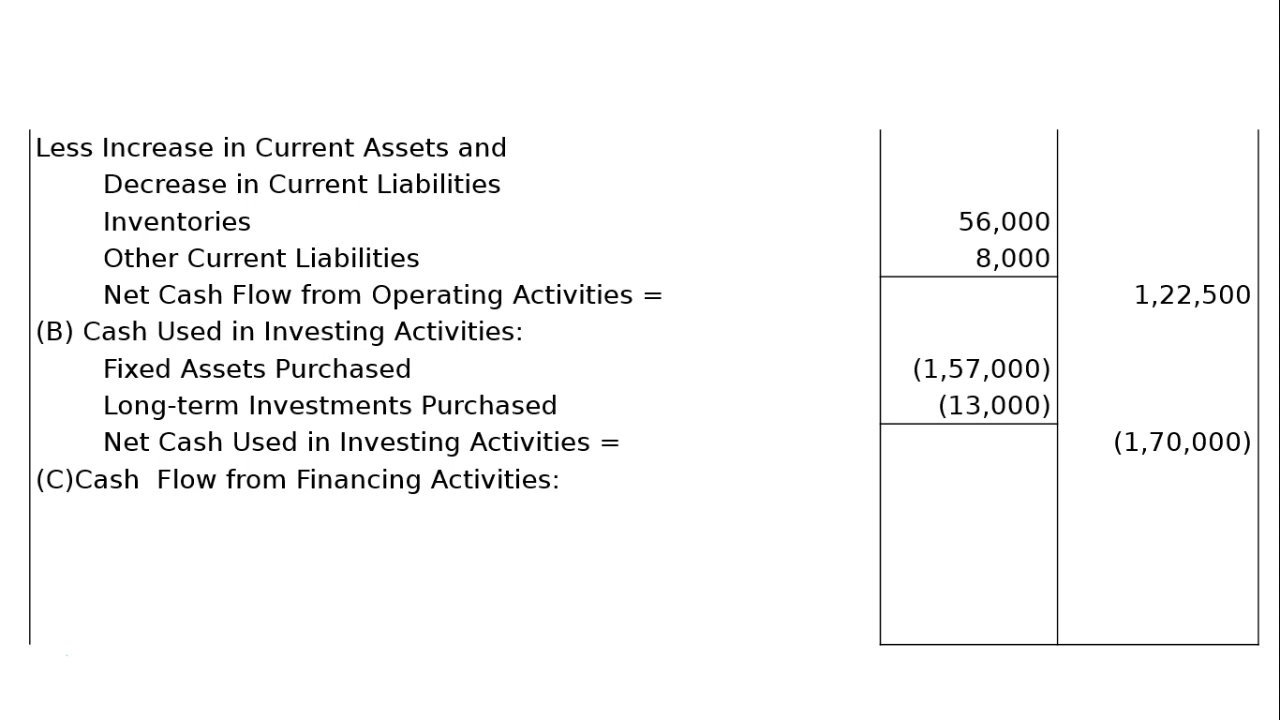 Less Increase in Current Assets and
Decrease in Current Liabilities
Inventories 56,000
Other Current Liabilities 8,000
Net Cash Flow from Operating Activities = 1,22,500
(B) Cash Used in Investing Activities:
Fixed Assets Purchased (1,57,000)
Long-term Investments Purchased (13,000)
Net Cash Used in Investing Activities = (1,70,000)
(C)Cash  Flow from Financing Activities: